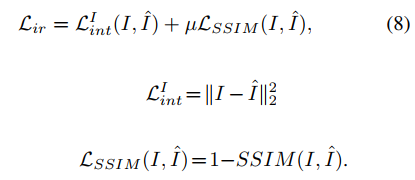 ℒ_{ir} = ℒ^{I}_{int}(I, Î) + μℒ_{SSIM}(I, Î), (8)
ℒ^{I}_{int} = ‖I − Î‖^{2}_{2}
ℒ_{SSIM}(I, Î) = 1−SSIM(I, Î).